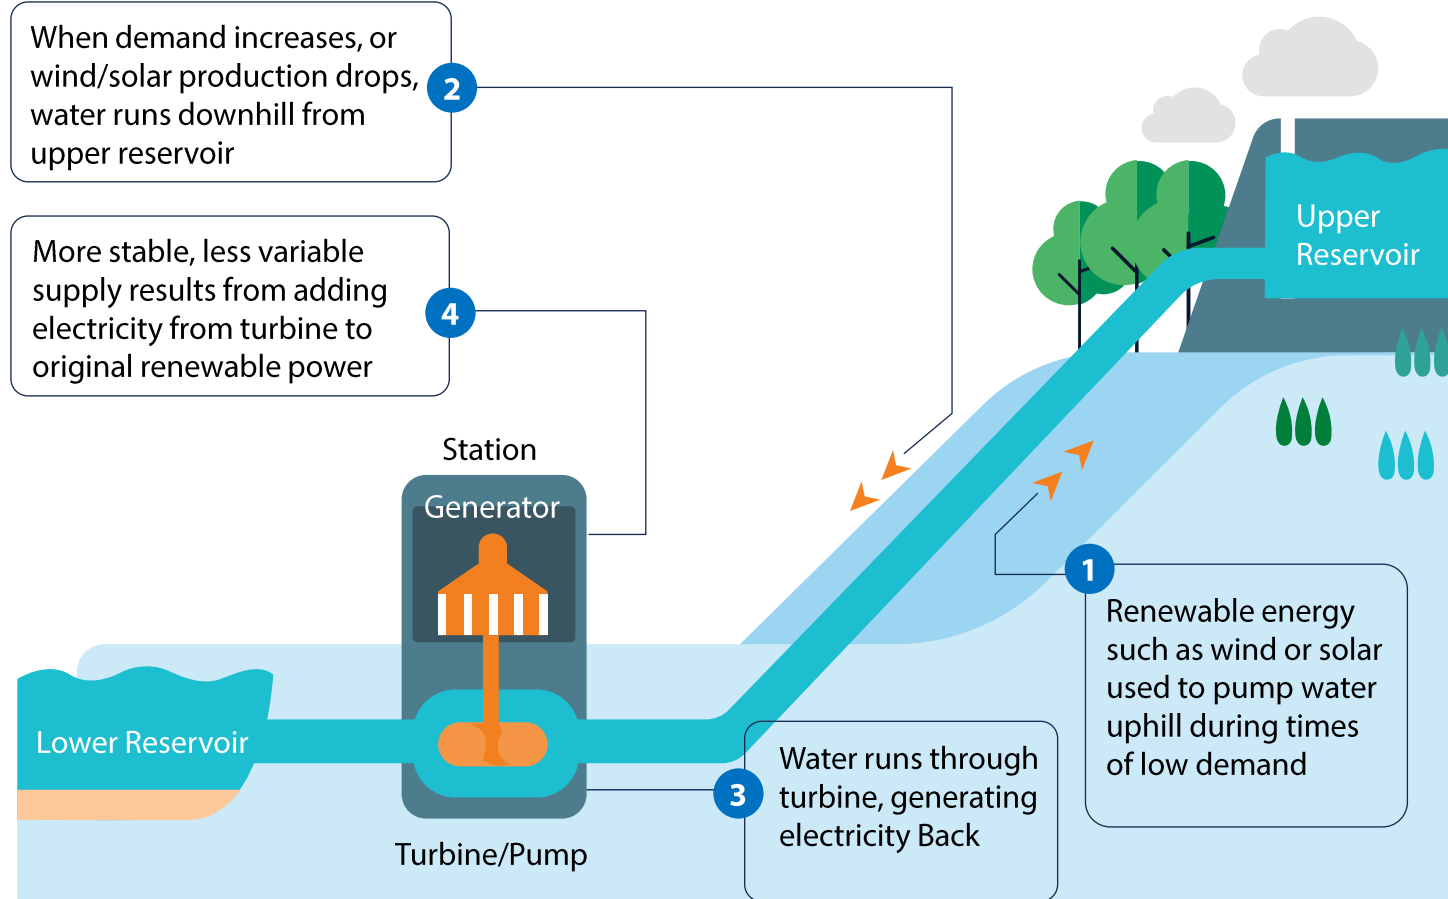 When demand increases, or
wind/solar production drops,
water runs downhill from
upper reservoir
2
More stable, less variable
supply results from adding
electricity from turbine to
original renewable power
4
Upper
Reservoir
Station
Generator
Lower Reservoir
Turbine/Pump
1
Renewable energy
such as wind or solar
used to pump water
uphill during times
of low demand
3
Water runs through
turbine, generating
electricity Back